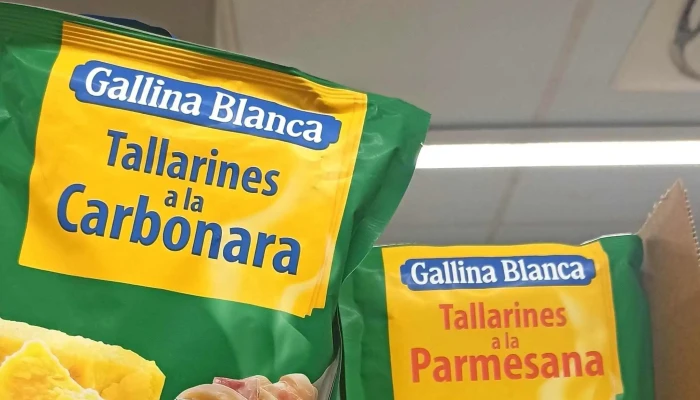 Gallina Blanca
Tallarines
a la
Carbonara
Gallina Blanca
Tallarines
a la
Parmesana